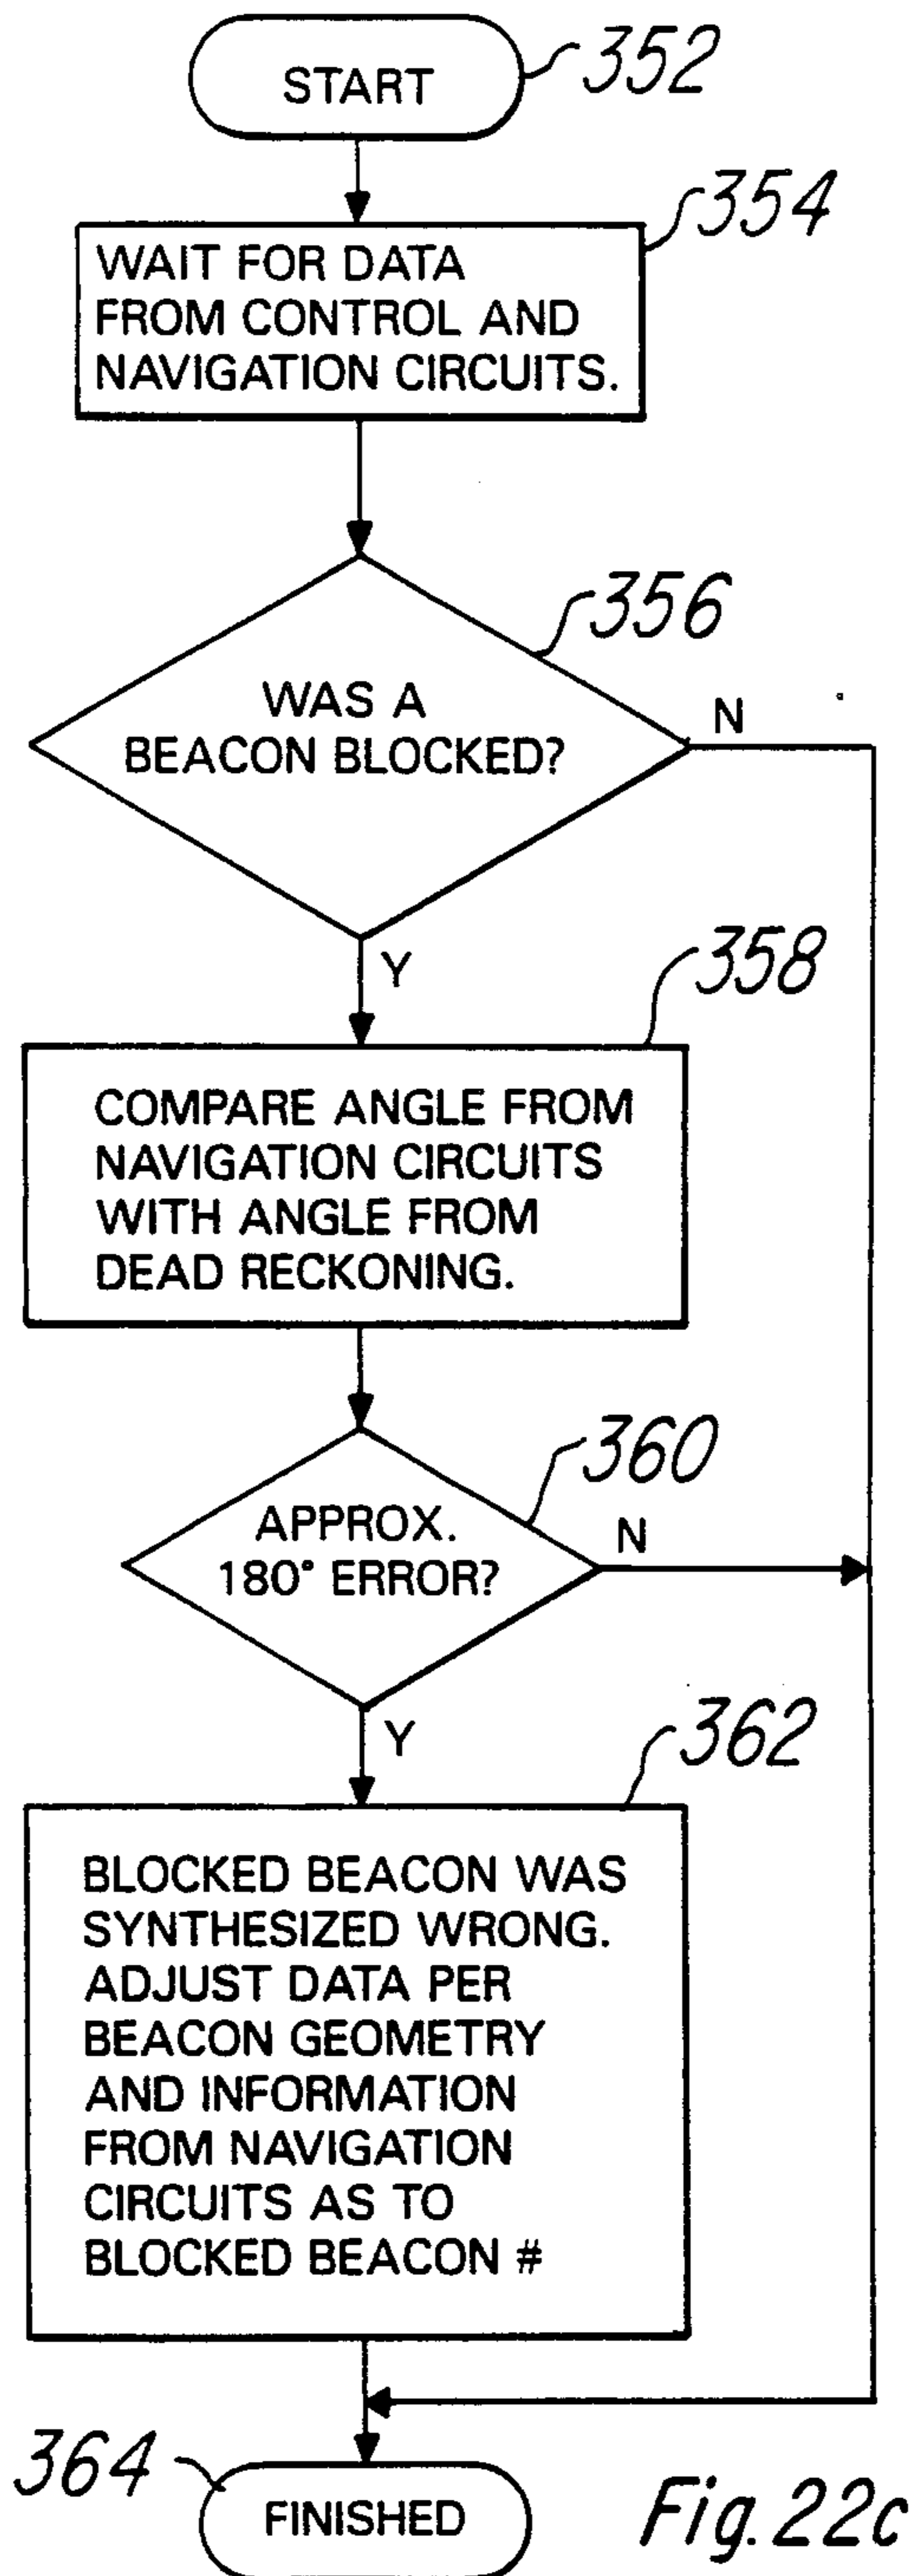 START
352
354
WAIT FOR DATA
FROM CONTROL AND
NAVIGATION CIRCUITS.
356
WAS A
BEACON BLOCKED?
N
Y
358
COMPARE ANGLE FROM
NAVIGATION CIRCUITS
WITH ANGLE FROM
DEAD RECKONING.
360
APPROX.
180° ERROR?
N
Y
362
BLOCKED BEACON WAS
SYNTHESIZED WRONG.
ADJUST DATA PER
BEACON GEOMETRY
AND INFORMATION
FROM NAVIGATION
CIRCUITS AS TO
BLOCKED BEACON #
364
FINISHED
Fig. 22c